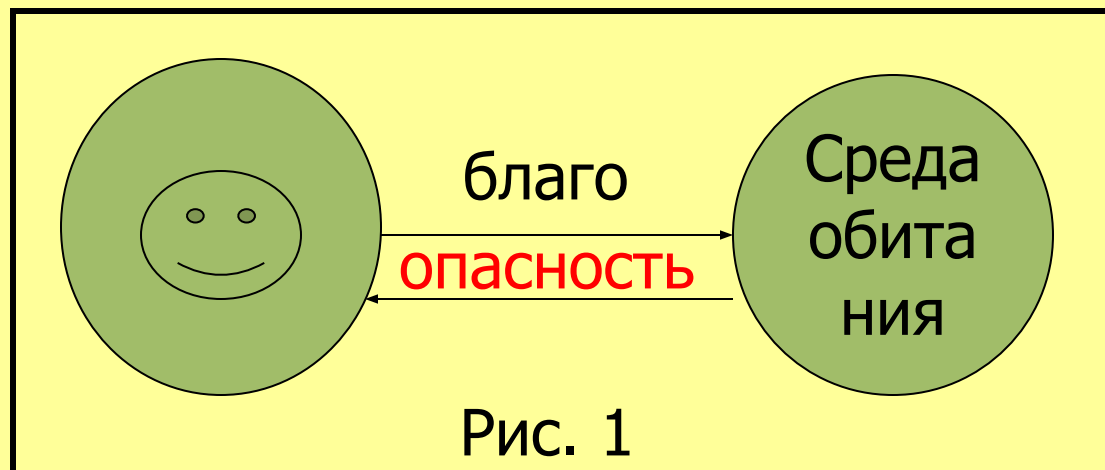 благо
опасность
Среда
обита
ния
Рис. 1